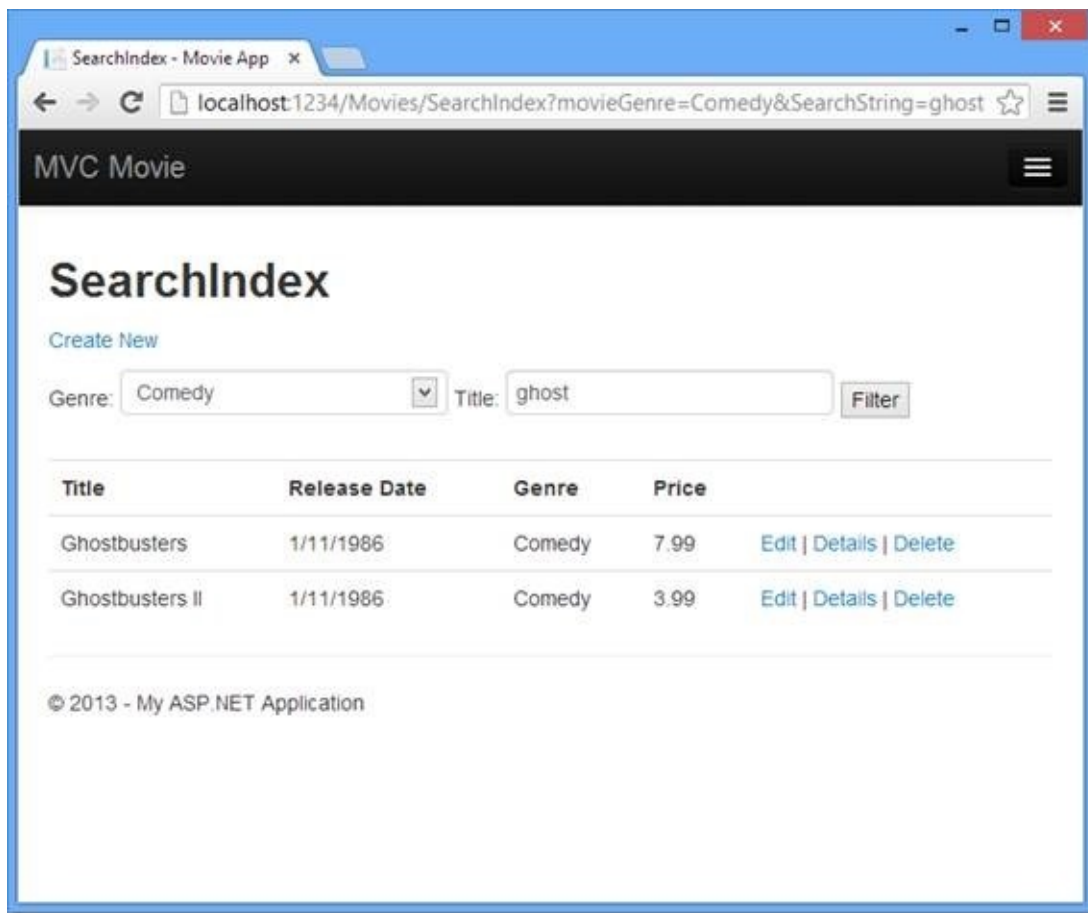 SearchIndex - Movie App
localhost:1234/Movies/SearchIndex?movieGenre=Comedy&SearchString=ghost
MVC Movie
SearchIndex
Create New
Genre: Comedy Title: ghost Filter
Title Release Date Genre Price
Ghostbusters 1/11/1986 Comedy 7.99 Edit | Details | Delete
Ghostbusters II 1/11/1986 Comedy 3.99 Edit | Details | Delete
© 2013 - My ASP.NET Application